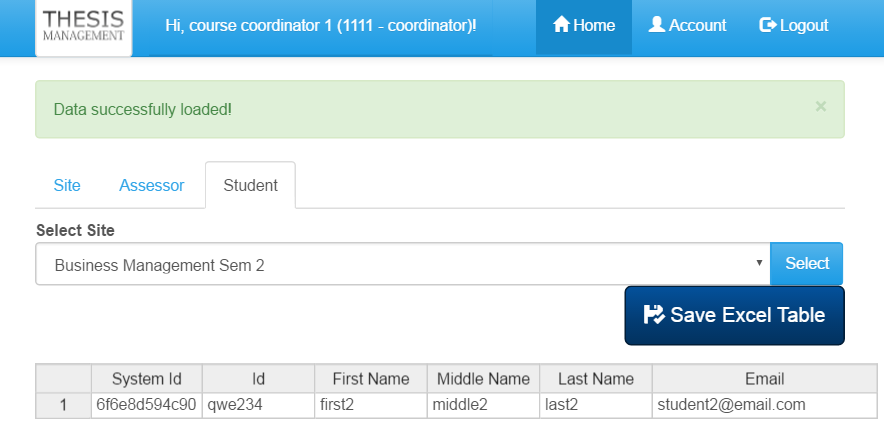 THESIS
MANAGEMENT
Hi, course coordinator 1 (1111 - coordinator)!
Home
Account
Logout
Data successfully loaded!
×
Site
Assessor
Student
Select Site
Business Management Sem 2
Select
Save Excel Table
System Id Id First Name Middle Name Last Name Email
1 6f6e8d594c90 qwe234 first2 middle2 last2 student2@email.com